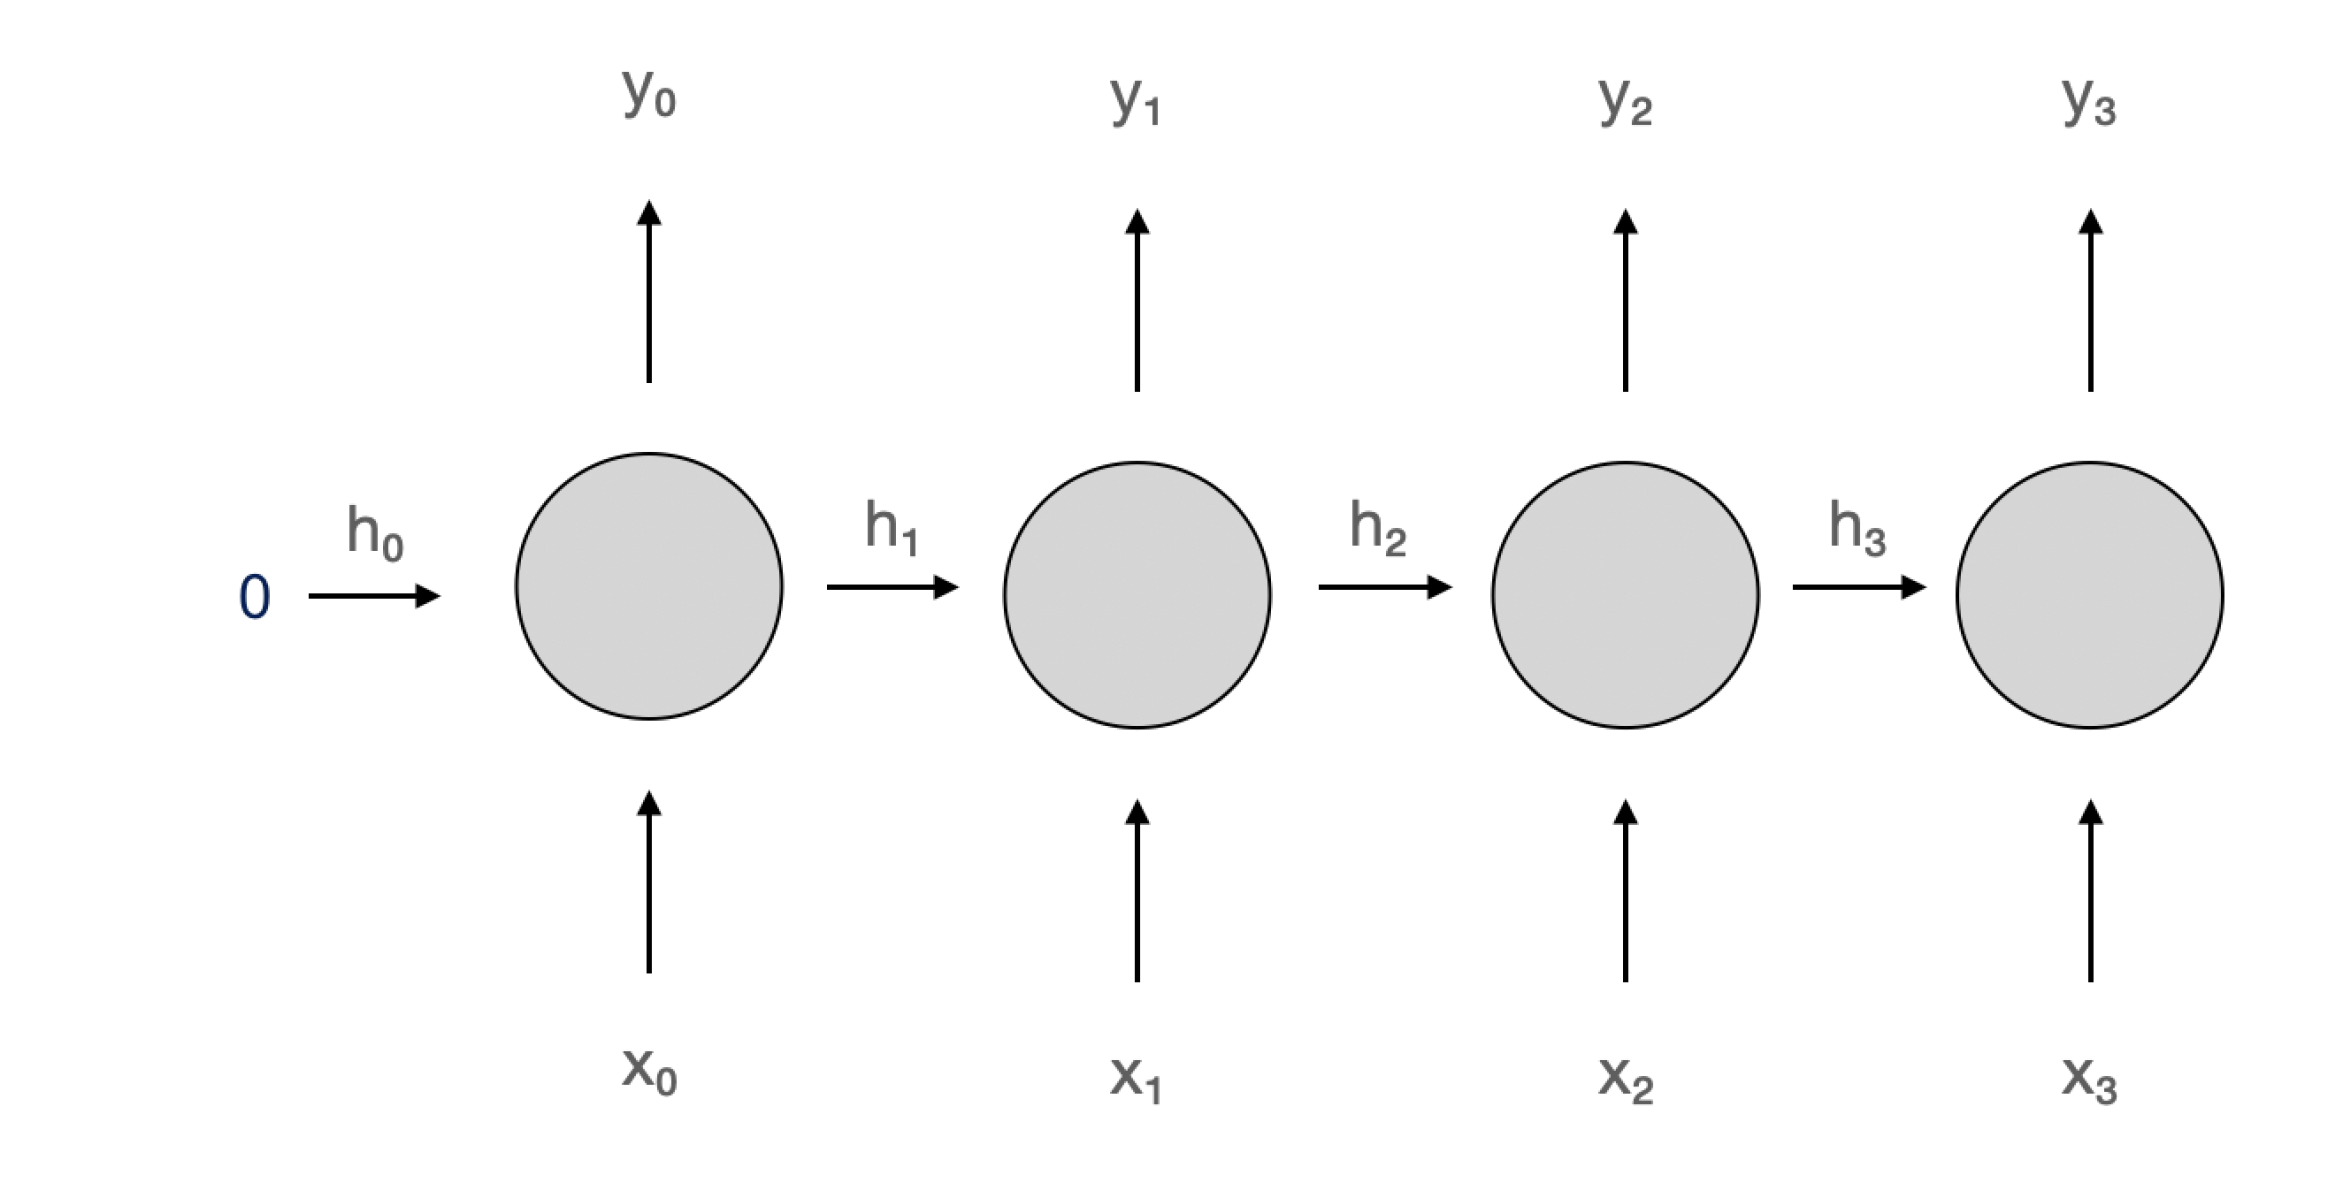 y₀ y₁ y₂ y₃
0 h₀ h₁ h₂ h₃
x₀ x₁ x₂ x₃